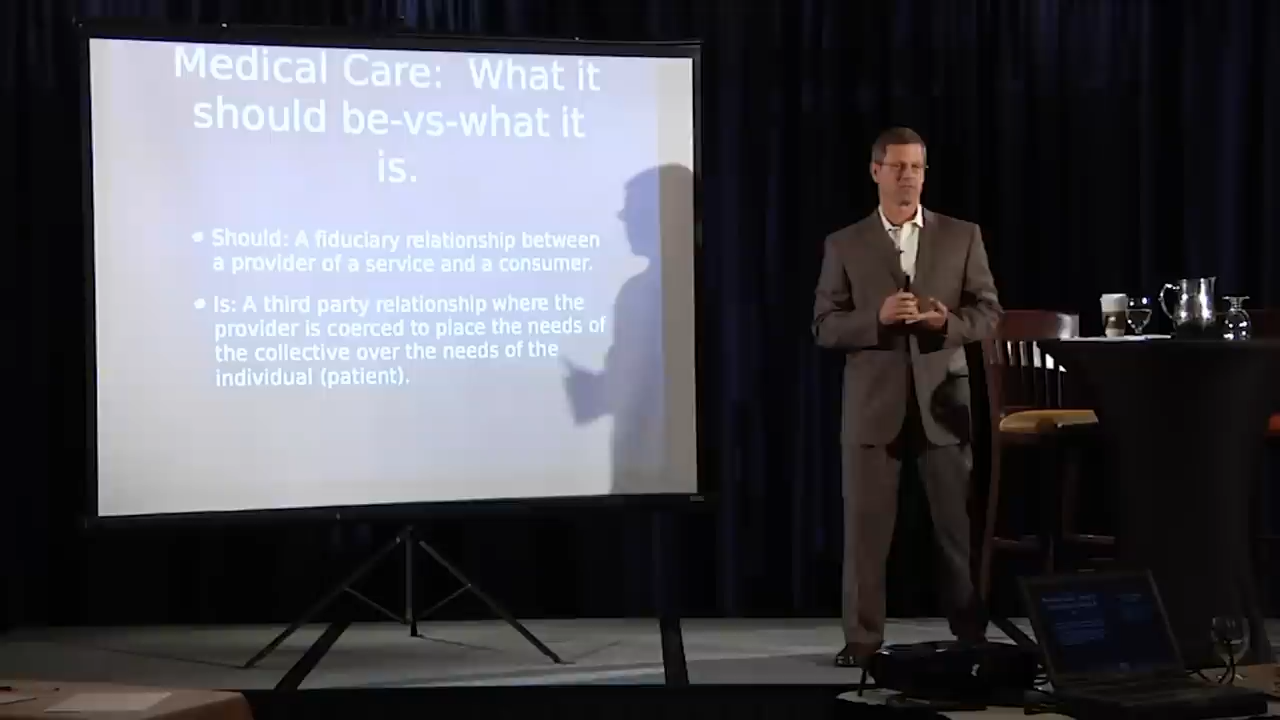 Medical Care: What it
should be-vs-what it
is.
• Should: A fiduciary relationship between
a provider of a service and a consumer.
• Is: A third party relationship where the
provider is coerced to place the needs of
the collective over the needs of the
individual (patient).